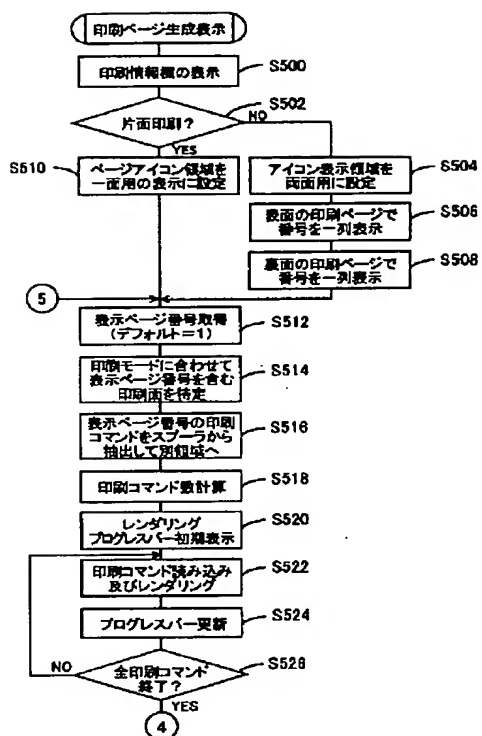 印刷ページ生成表示
印刷情報欄の表示
S500
片面印刷?
S502
NO
YES
S510
ページアイコン領域を
一面用の表示に設定
アイコン表示領域を
両面用に設定
S504
表面の印刷ページで
番号を一列表示
S506
裏面の印刷ページで
番号を一列表示
S508
5
表示ページ番号取得
(デフォルト=1)
S512
印刷モードに合わせて
表示ページ番号を含む
印刷面を特定
S514
表示ページ番号の印刷
コマンドをスプーラから
抽出して別領域へ
S516
印刷コマンド数計算
S518
レンダリング
プログレスバー初期表示
S520
印刷コマンド読み込み
及びレンダリング
S522
プログレスバー更新
S524
NO
全印刷コマンド
終了?
S526
YES
4